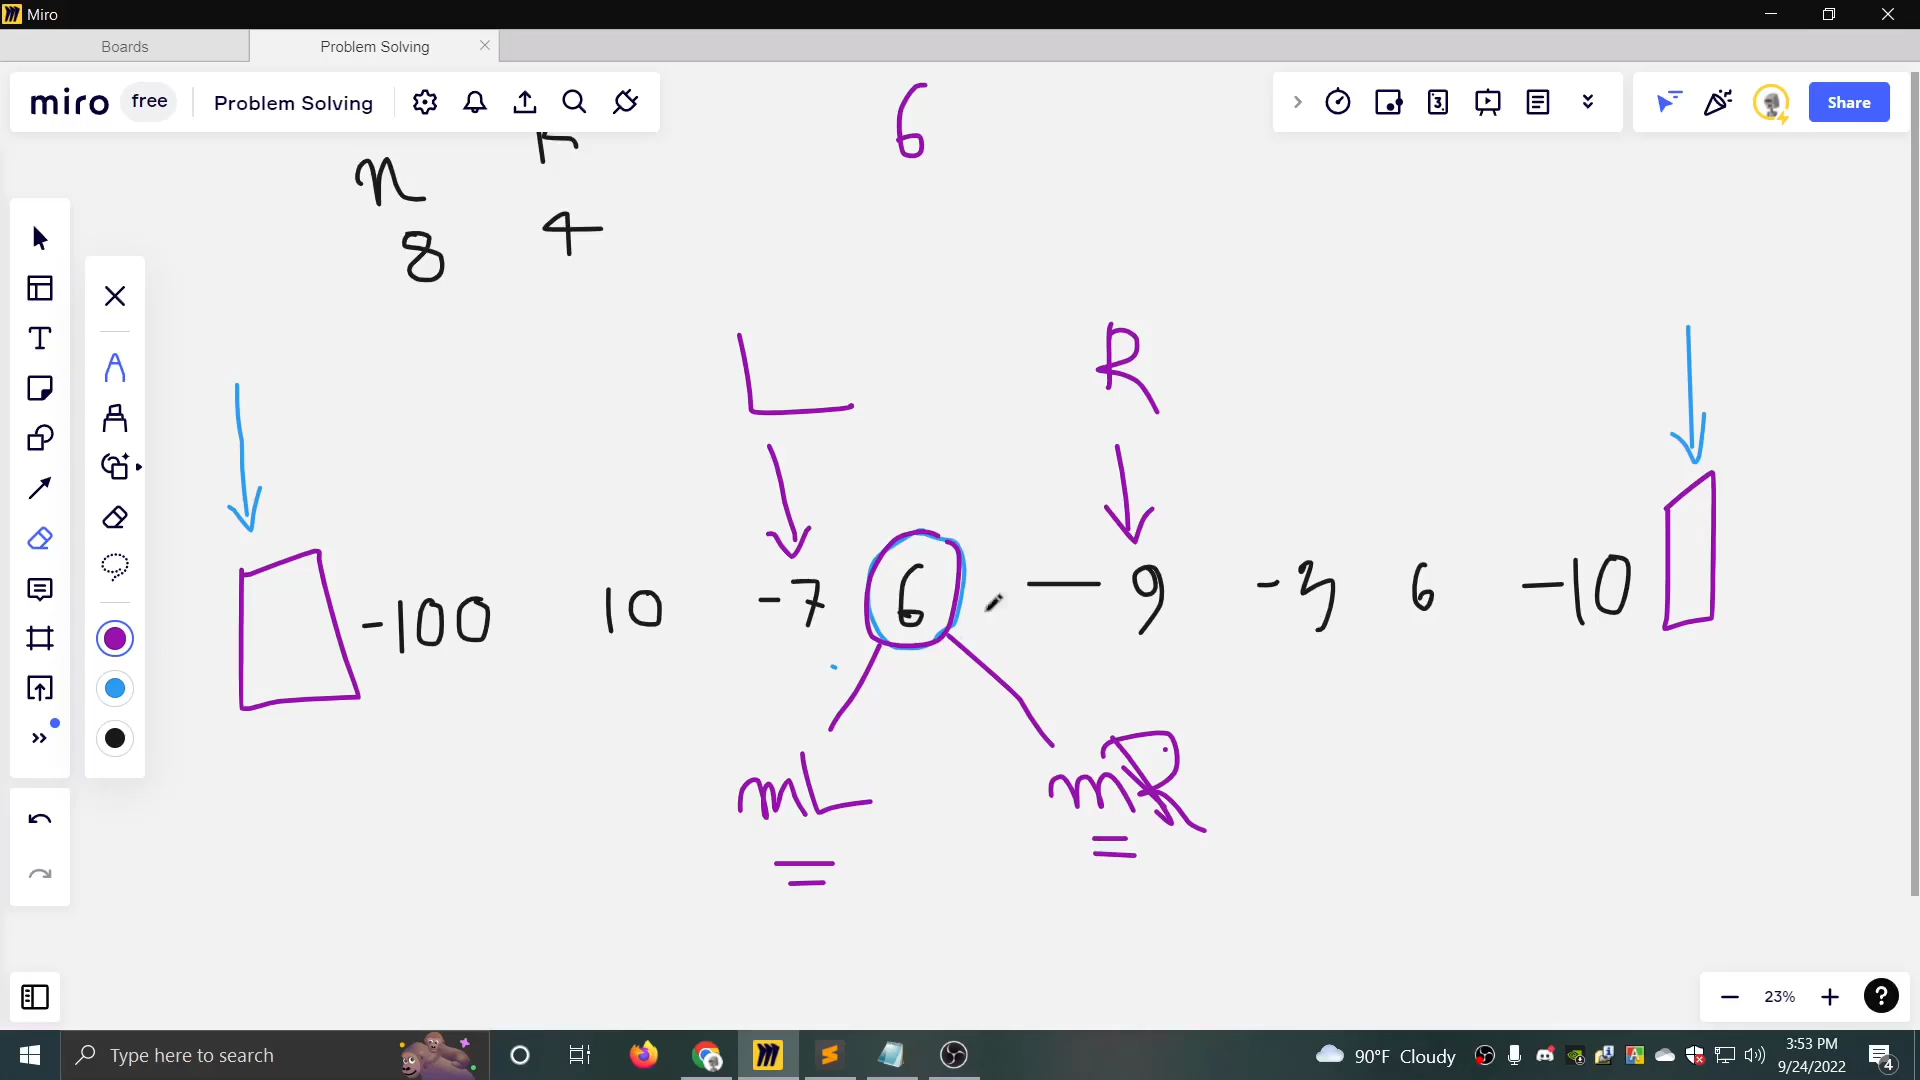 Miro
Boards
Problem Solving
miro
free
Problem Solving
Share
6
n
8 4
L R
-100 10 -7 6 -9 -3 6 -10
mL mR
23%
Type here to search
90°F Cloudy
3:53 PM
9/24/2022
4